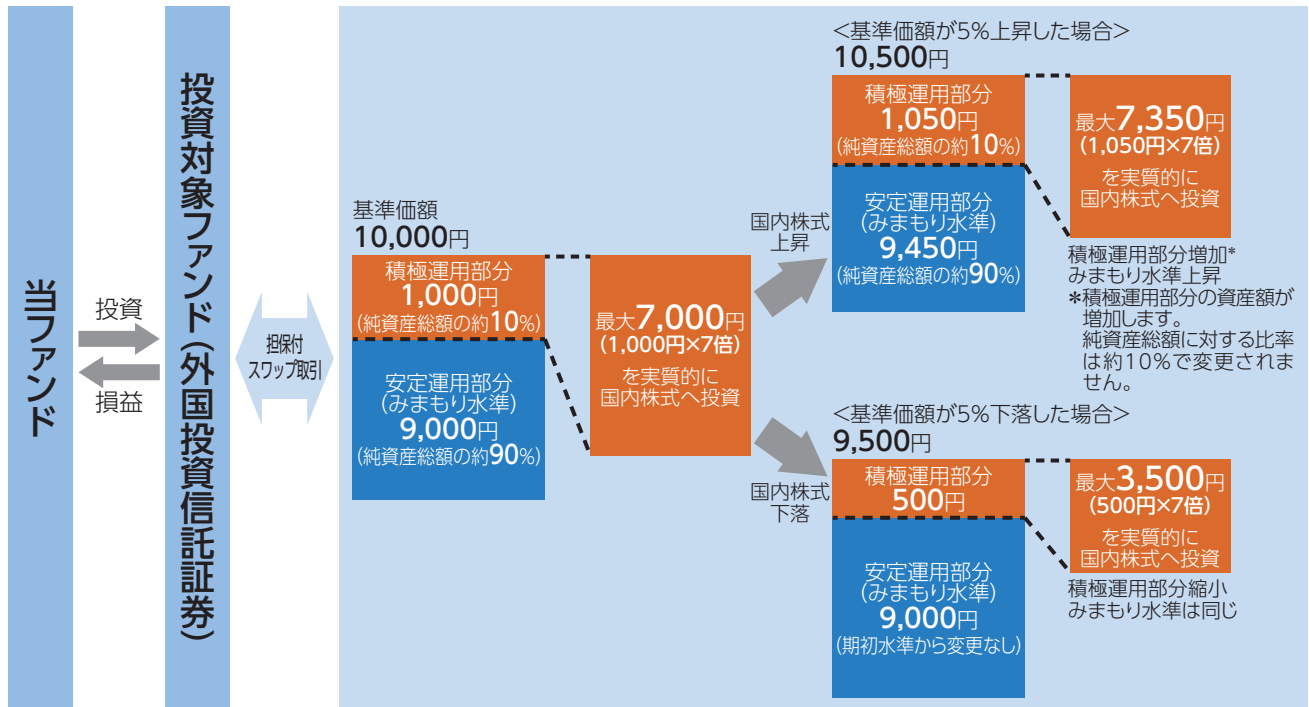 当ファンド
投資
損益
投資対象ファンド(外国投資信託証券)
担保付
スワップ取引
基準価額
10,000円
積極運用部分
1,000円
(純資産総額の約10%)
安定運用部分
(みまもり水準)
9,000円
(純資産総額の約90%)
最大7,000円
(1,000円×7倍)
を実質的に
国内株式へ投資
国内株式
上昇
<基準価額が5%上昇した場合>
10,500円
積極運用部分
1,050円
(純資産総額の約10%)
安定運用部分
(みまもり水準)
9,450円
(純資産総額の約90%)
最大7,350円
(1,050円×7倍)
を実質的に
国内株式へ投資
積極運用部分増加*
みまもり水準上昇
*積極運用部分の資産額が
増加します。
純資産総額に対する比率
は約10%で変更されま
せん。
国内株式
下落
<基準価額が5%下落した場合>
9,500円
積極運用部分
500円
安定運用部分
(みまもり水準)
9,000円
(期初水準から変更なし)
最大3,500円
(500円×7倍)
を実質的に
国内株式へ投資
積極運用部分縮小
みまもり水準は同じ